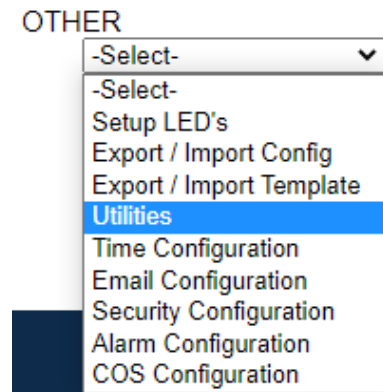 OTHER
-Select-
-Select-
Setup LED's
Export / Import Config
Export / Import Template
Utilities
Time Configuration
Email Configuration
Security Configuration
Alarm Configuration
COS Configuration